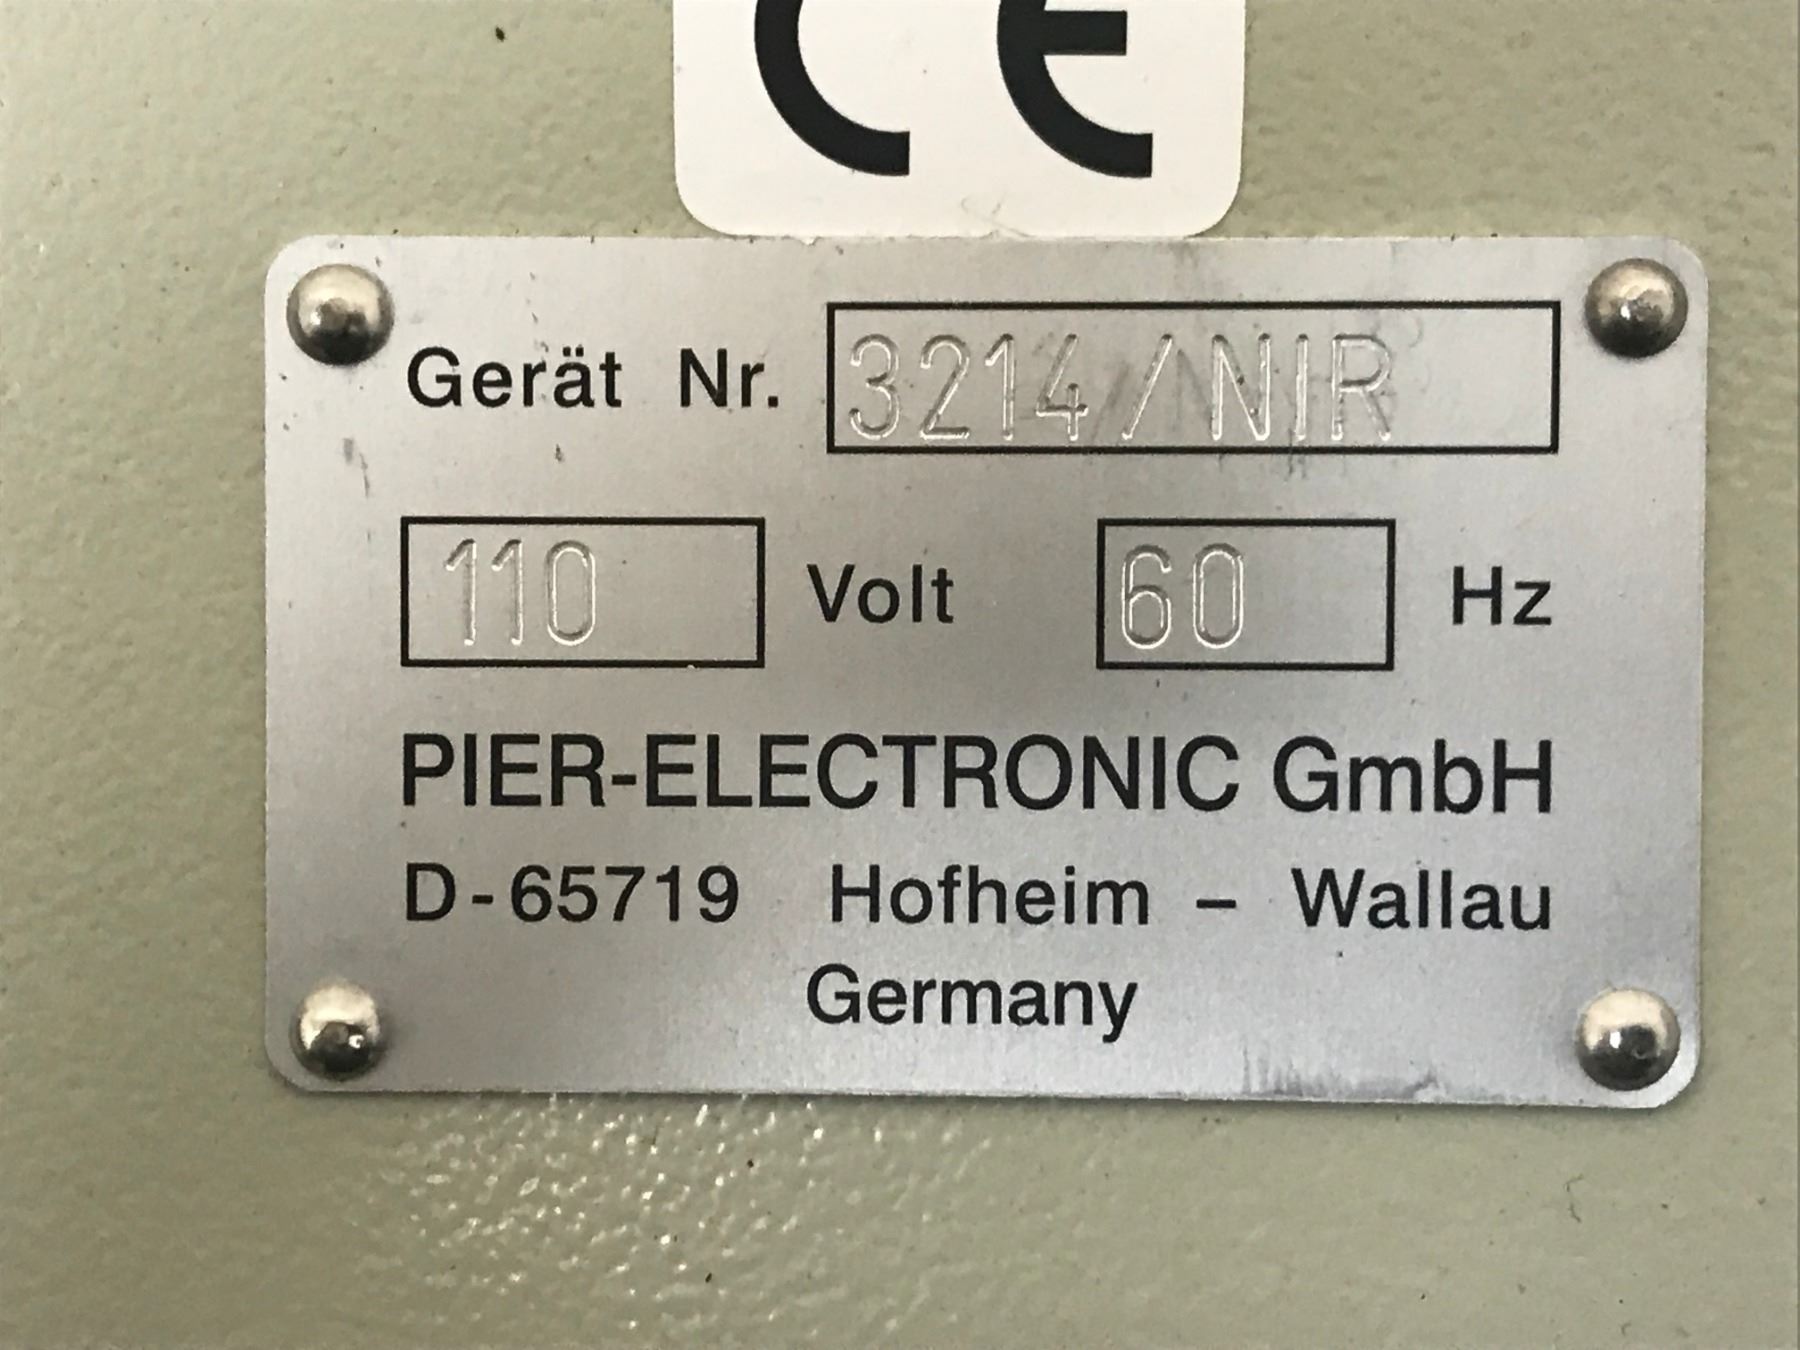 CE
Gerät Nr. 3214/NIR
110 Volt 60 Hz
PIER-ELECTRONIC GmbH
D-65719 Hofheim – Wallau
Germany